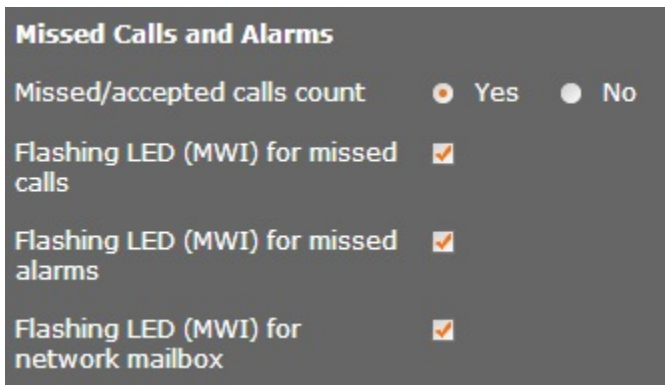 Missed Calls and Alarms
Missed/accepted calls count Yes No
Flashing LED (MWI) for missed
calls
Flashing LED (MWI) for missed
alarms
Flashing LED (MWI) for
network mailbox